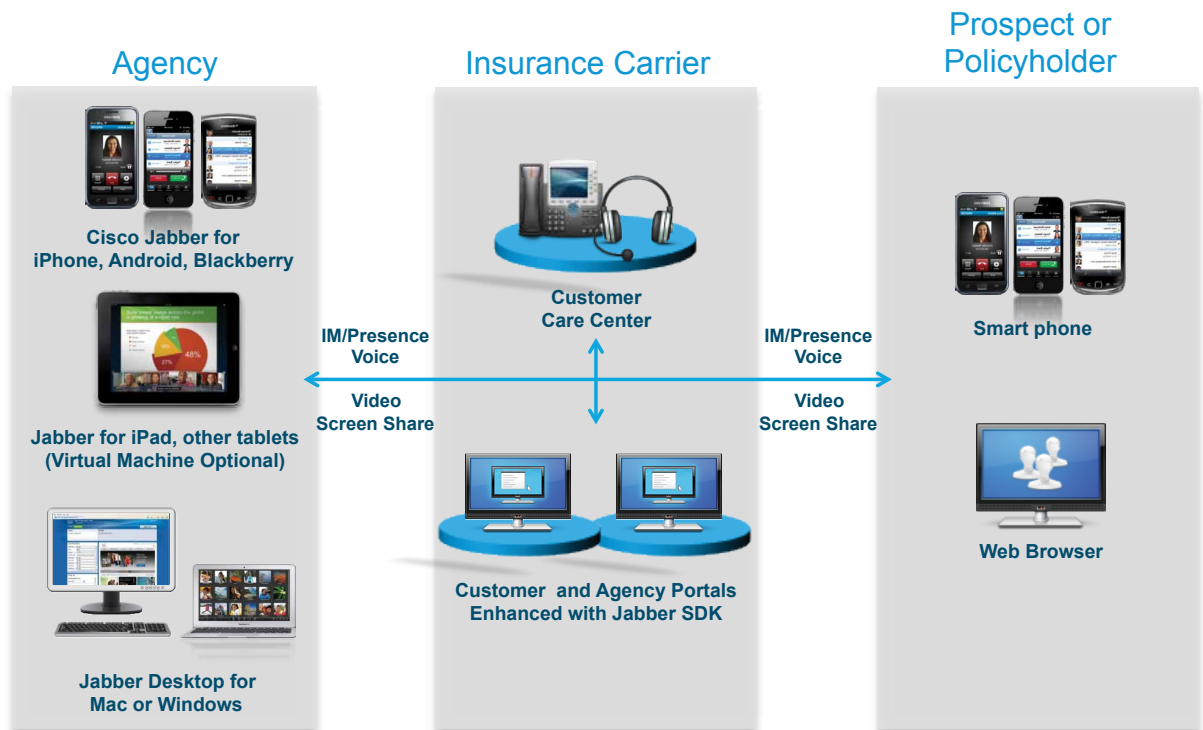 Agency
Cisco Jabber for
iPhone, Android, Blackberry
48%
27%
Jabber for iPad, other tablets
(Virtual Machine Optional)
Jabber Desktop for
Mac or Windows
IM/Presence
Voice
Video
Screen Share
Insurance Carrier
Customer
Care Center
Customer and Agency Portals
Enhanced with Jabber SDK
IM/Presence
Voice
Video
Screen Share
Prospect or
Policyholder
Smart phone
Web Browser